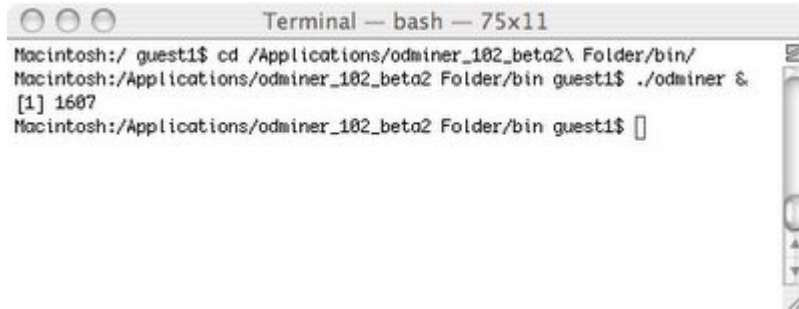 Terminal — bash — 75x11
Macintosh:/ guest1$ cd /Applications/odminer_102_beta2\ Folder/bin/
Macintosh:/Applications/odminer_102_beta2 Folder/bin guest1$ ./odminer &
[1] 1607
Macintosh:/Applications/odminer_102_beta2 Folder/bin guest1$